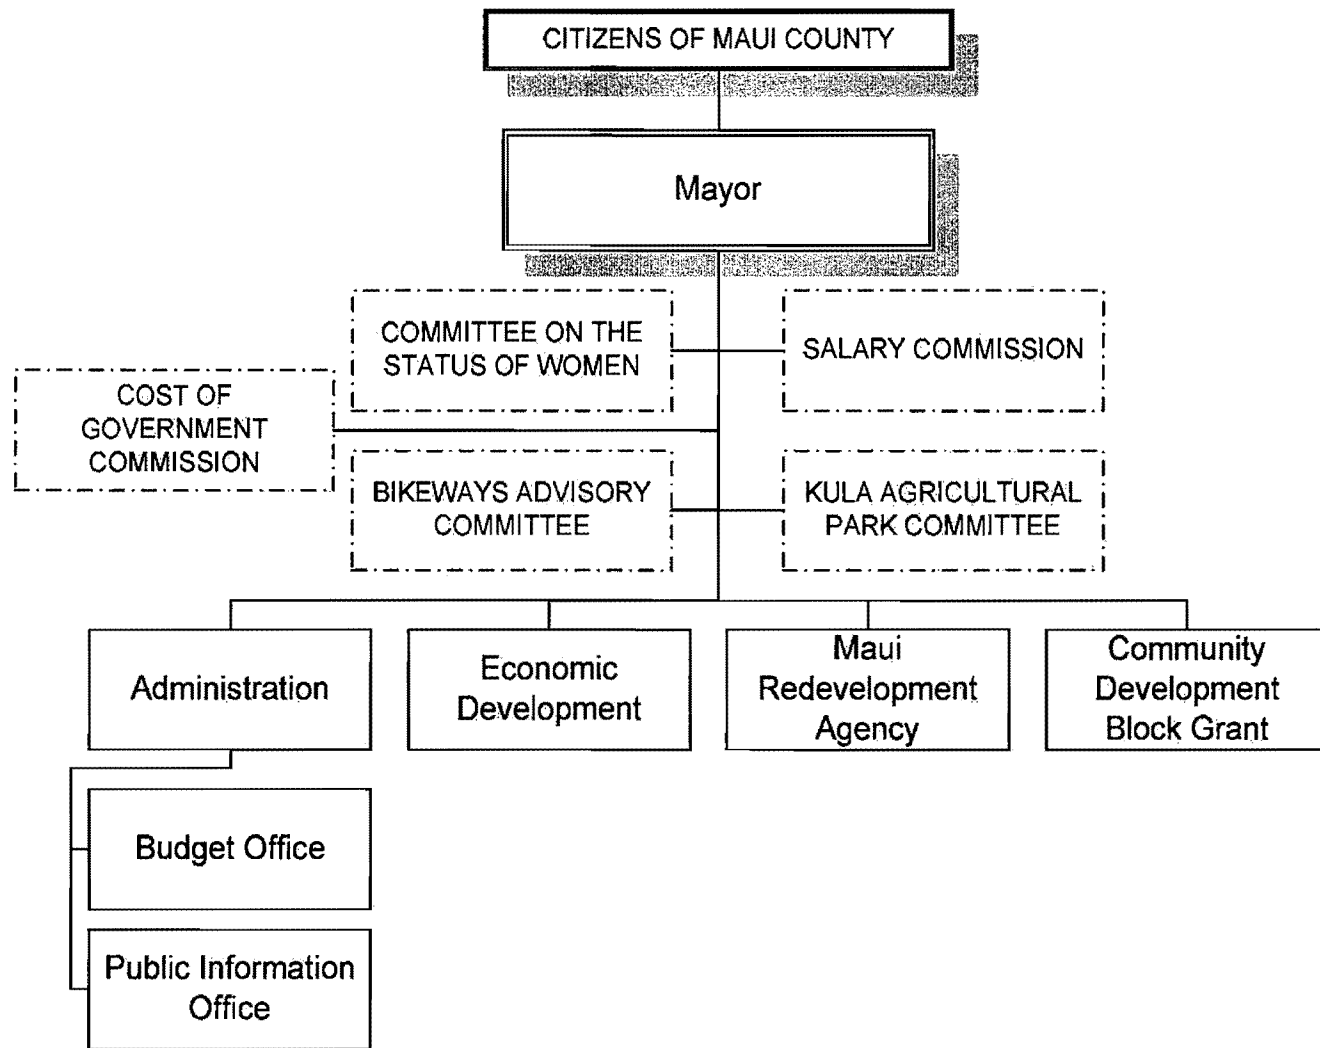 CITIZENS OF MAUI COUNTY
Mayor
COMMITTEE ON THE
STATUS OF WOMEN
SALARY COMMISSION
COST OF
GOVERNMENT
COMMISSION
BIKEWAYS ADVISORY
COMMITTEE
KULA AGRICULTURAL
PARK COMMITTEE
Administration
Economic
Development
Maui
Redevelopment
Agency
Community
Development
Block Grant
Budget Office
Public Information
Office